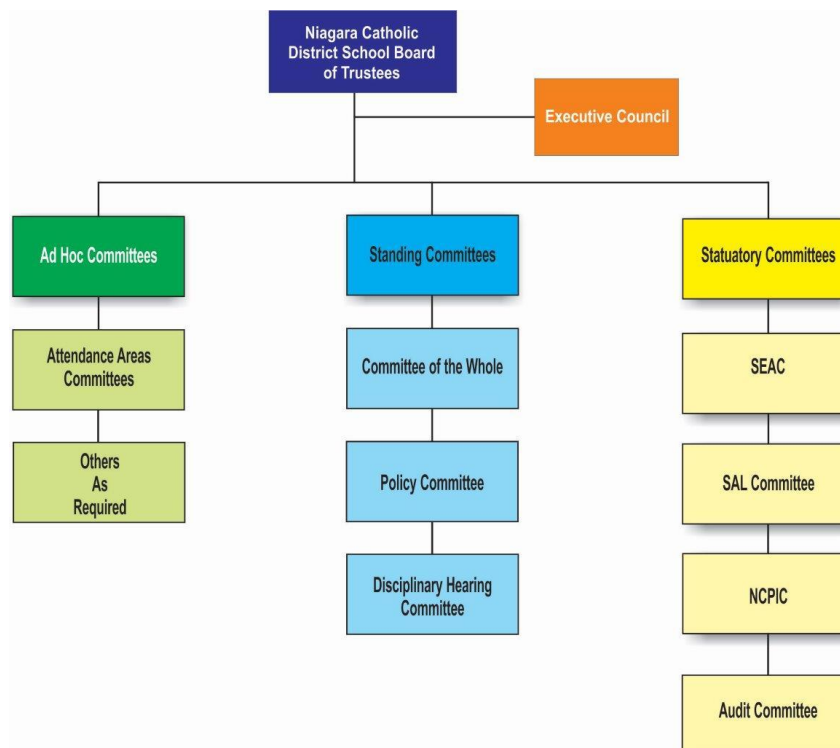 Niagara Catholic
District School Board
of Trustees
Executive Council
Ad Hoc Committees
Standing Committees
Statuatory Committees
Attendance Areas
Committees
Committee of the Whole
SEAC
Others
As
Required
Policy Committee
SAL Committee
Disciplinary Hearing
Committee
NCPIC
Audit Committee